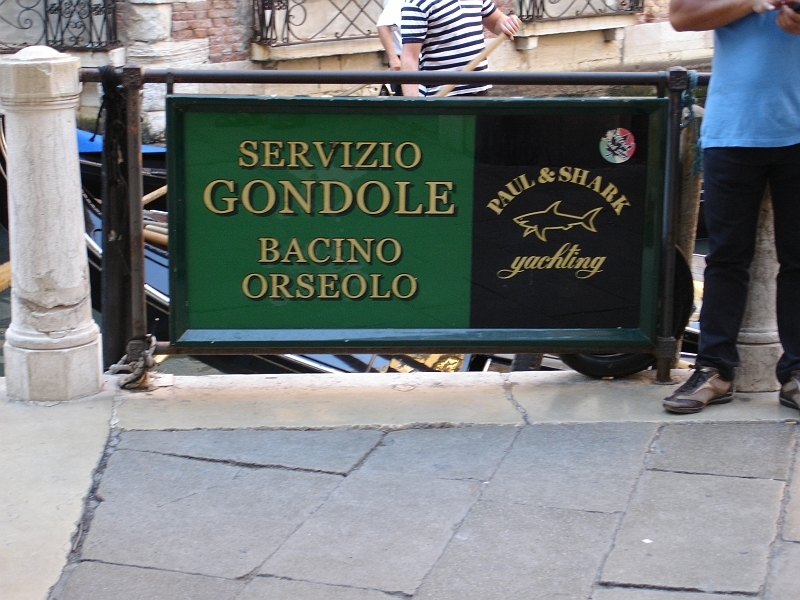 SERVIZIO
GONDOLE
BACINO
ORSEOLO
PAUL & SHARK
yachting